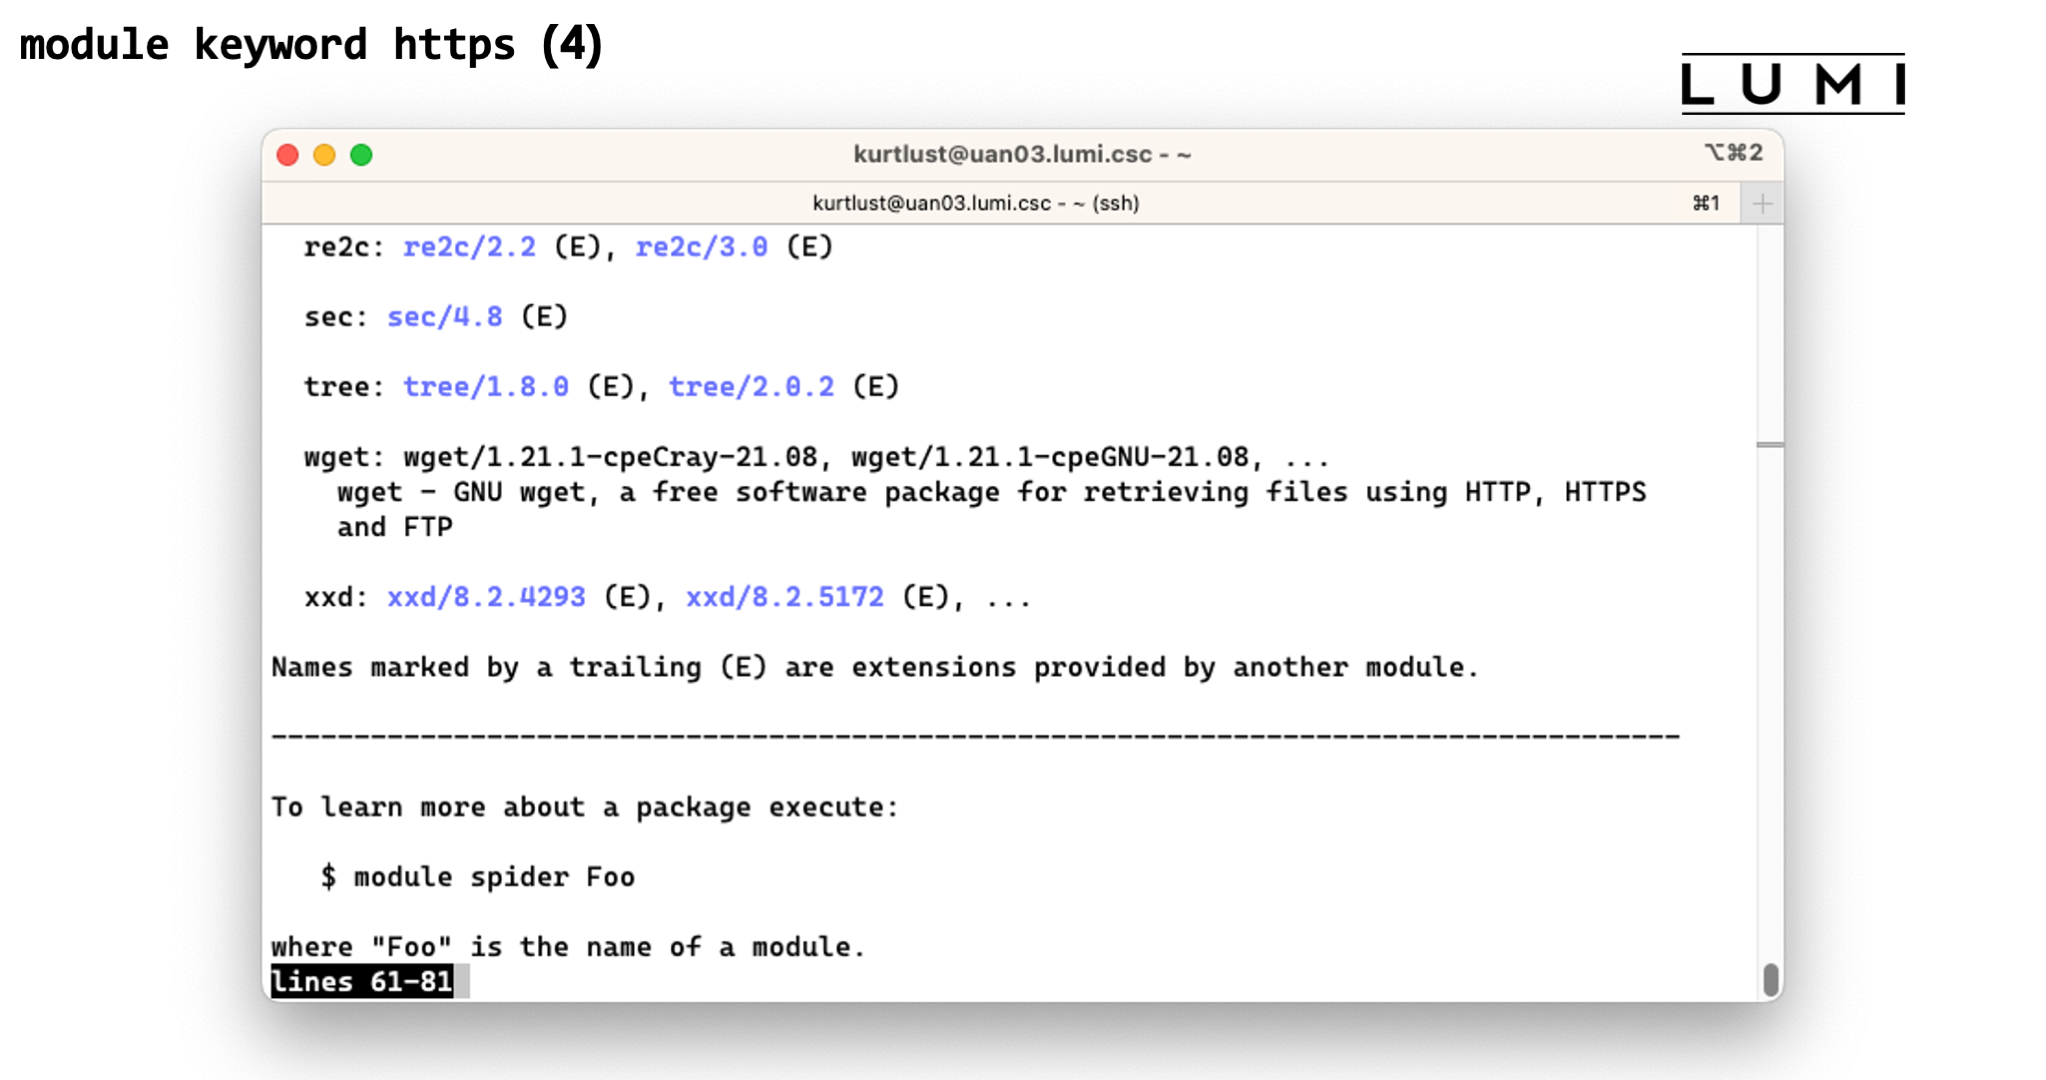 module keyword https (4)
LUMI
kurtlust@uan03.lumi.csc - ~
⌥⌘2
kurtlust@uan03.lumi.csc - ~ (ssh)
⌘1
+
re2c: re2c/2.2 (E), re2c/3.0 (E)
sec: sec/4.8 (E)
tree: tree/1.8.0 (E), tree/2.0.2 (E)
wget: wget/1.21.1-cpeCray-21.08, wget/1.21.1-cpeGNU-21.08, ...
wget - GNU wget, a free software package for retrieving files using HTTP, HTTPS
and FTP
xxd: xxd/8.2.4293 (E), xxd/8.2.5172 (E), ...
Names marked by a trailing (E) are extensions provided by another module.
-------------------------------------------------------------------------------------
To learn more about a package execute:
$ module spider Foo
where "Foo" is the name of a module.
lines 61-81